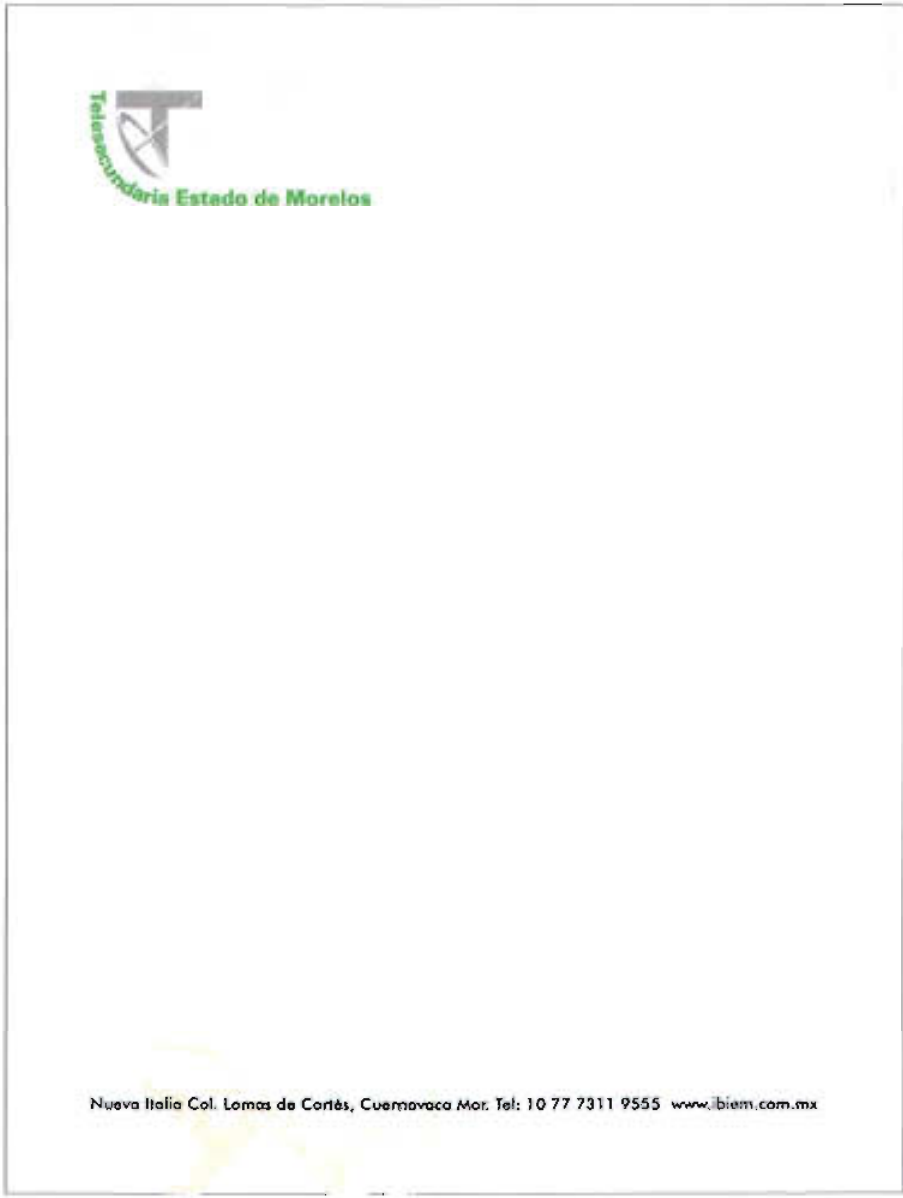 Telesecundaria Estado de Morelos
Nueva Italia Col. Lomas de Cortés, Cuernavaca Mor. Tel: 10 77 7311 9555 www.ibiem.com.mx